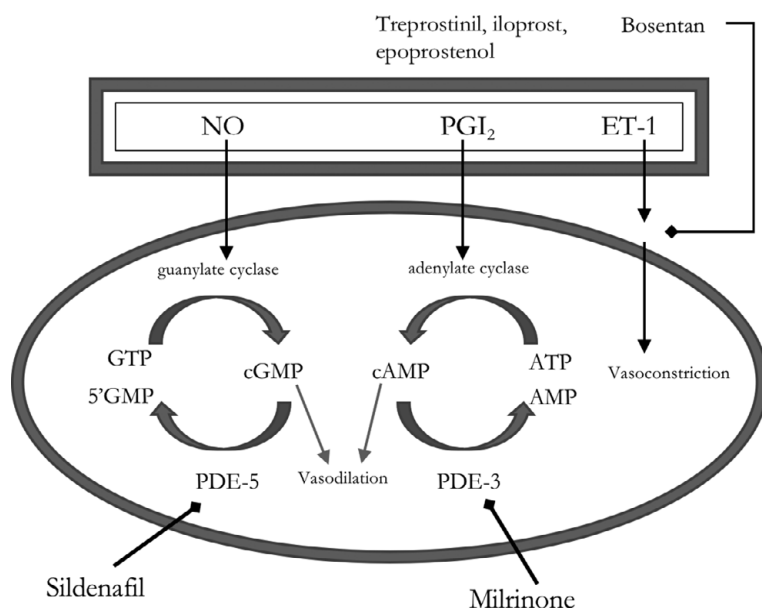 Treprostinil, iloprost,
epoprostenol
Bosentan
NO
PGI₂
ET-1
guanylate cyclase
adenylate cyclase
GTP
cGMP
cAMP
ATP
5'GMP
AMP
Vasoconstriction
PDE-5
Vasodilation
PDE-3
Sildenafil
Milrinone